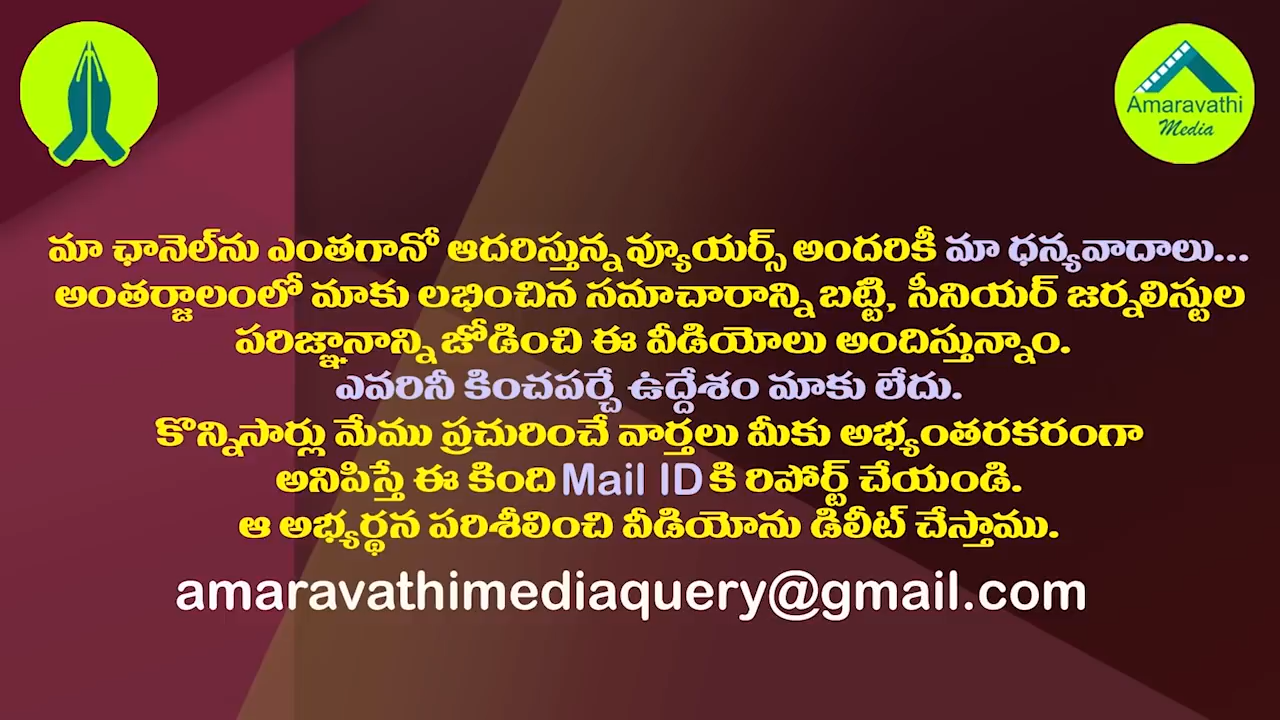 Amaravathi
Media
మా ఛానెల్‌ను ఎంతగానో ఆదరిస్తున్న వ్యూయర్స్ అందరికీ మా ధన్యవాదాలు...
అంతర్జాలంలో మాకు లభించిన సమాచారాన్ని బట్టి, సీనియర్ జర్నలిస్టుల
పరిజ్ఞానాన్ని జోడించి ఈ వీడియోలు అందిస్తున్నాం.
ఎవరినీ కించపర్చే ఉద్దేశం మాకు లేదు.
కొన్నిసార్లు మేము ప్రచురించే వార్తలు మీకు అభ్యంతరకరంగా
అనిపిస్తే ఈ కింది Mail ID కి రిపోర్ట్ చేయండి.
ఆ అభ్యర్థన పరిశీలించి వీడియోను డిలీట్ చేస్తాము.
amaravathimediaquery@gmail.com